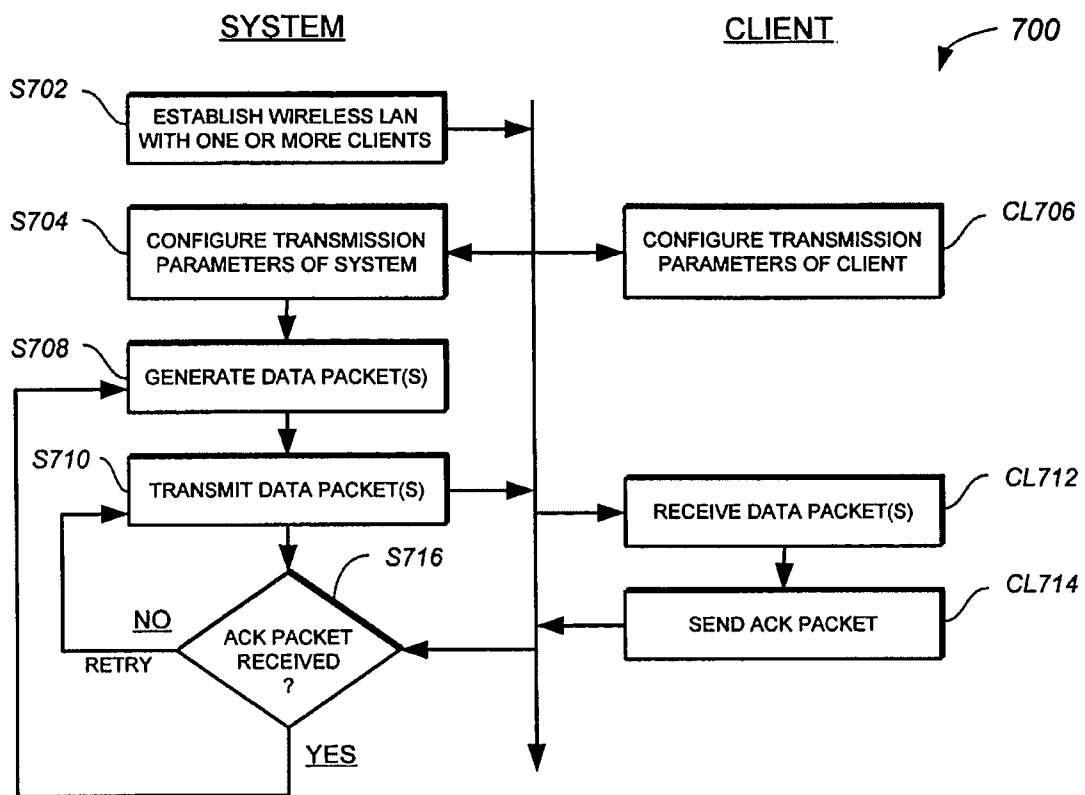 SYSTEM
CLIENT
700
S702
ESTABLISH WIRELESS LAN
WITH ONE OR MORE CLIENTS
S704
CONFIGURE TRANSMISSION
PARAMETERS OF SYSTEM
CL706
CONFIGURE TRANSMISSION
PARAMETERS OF CLIENT
S708
GENERATE DATA PACKET(S)
S710
TRANSMIT DATA PACKET(S)
CL712
RECEIVE DATA PACKET(S)
S716
CL714
SEND ACK PACKET
NO
RETRY
ACK PACKET
RECEIVED
?
YES